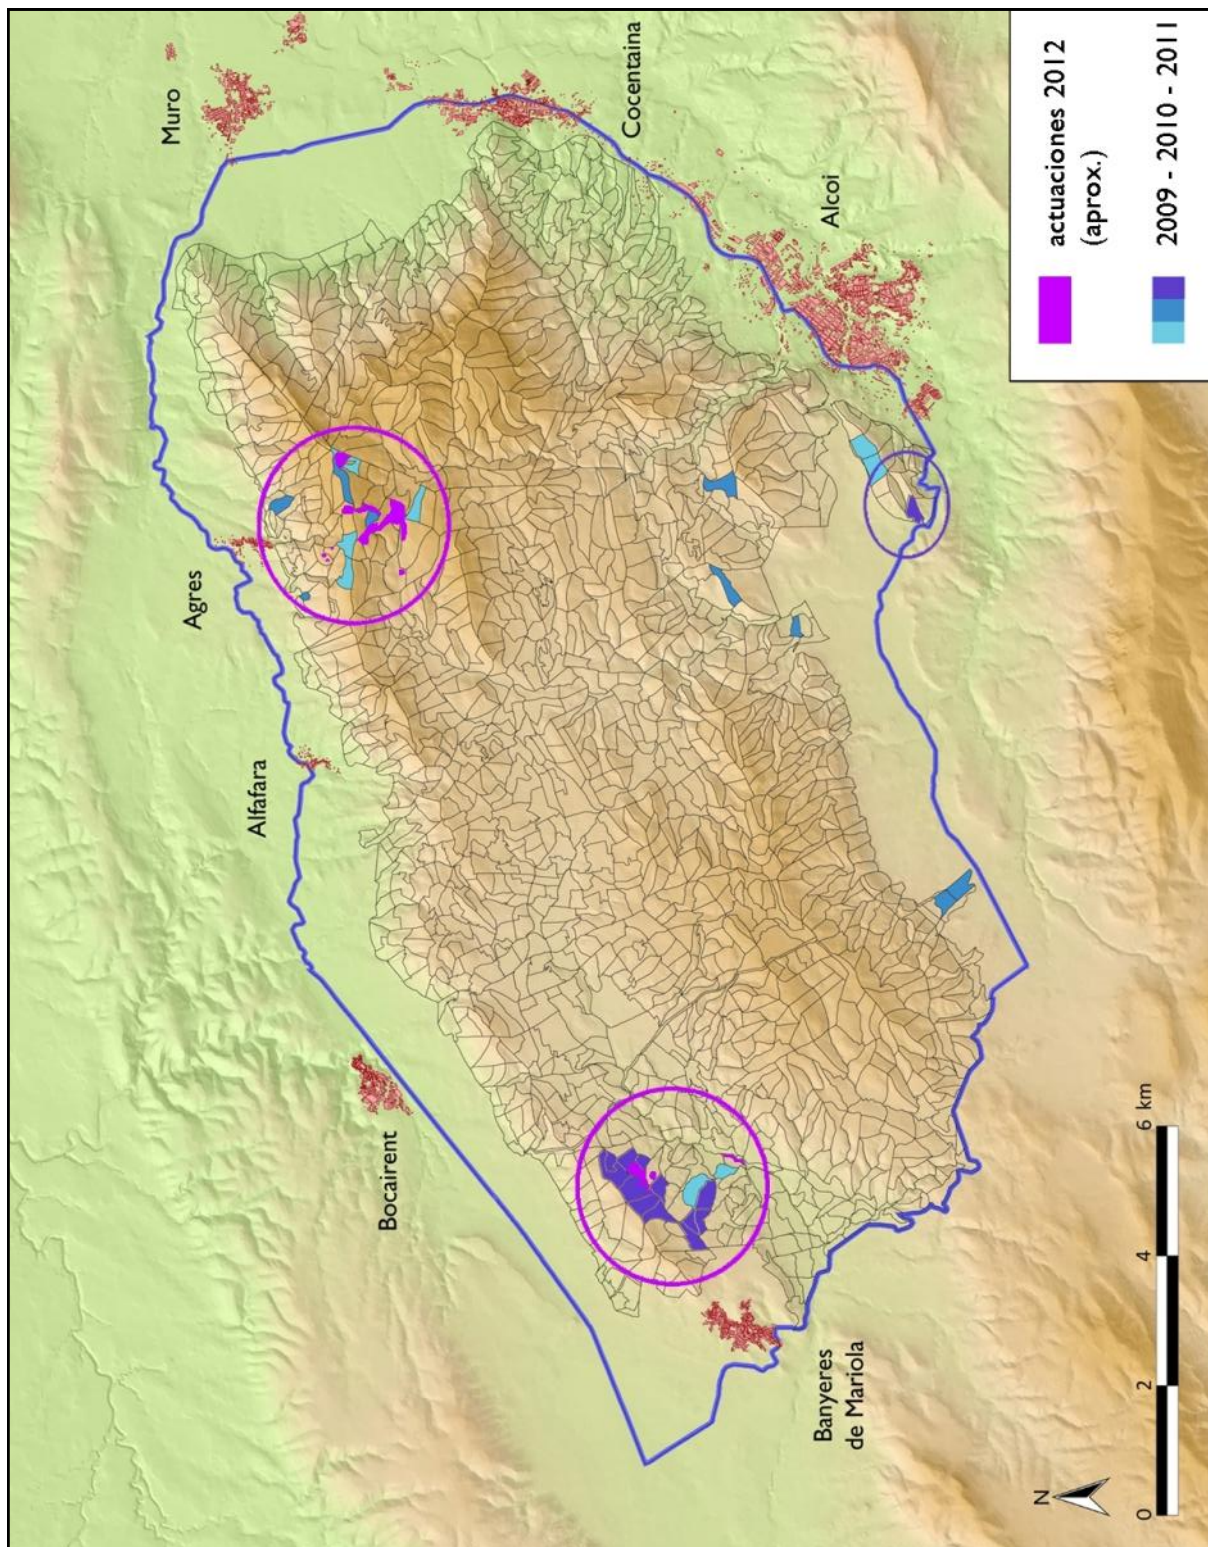 Muro
Cocentaina
Agres
Alcoi
Alfafara
Bocairent
Banyeres
de Mariola
N
0 2 4 6 km
actuaciones 2012
(aprox.)
2009 - 2010 - 2011